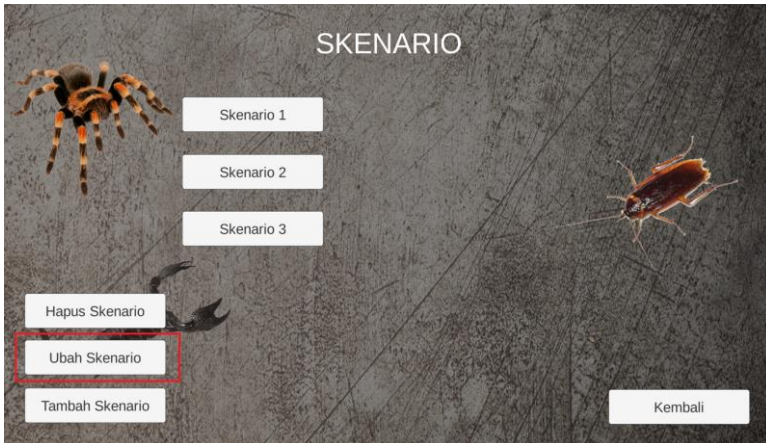 SKENARIO
Skenario 1
Skenario 2
Skenario 3
Hapus Skenario
Ubah Skenario
Tambah Skenario
Kembali